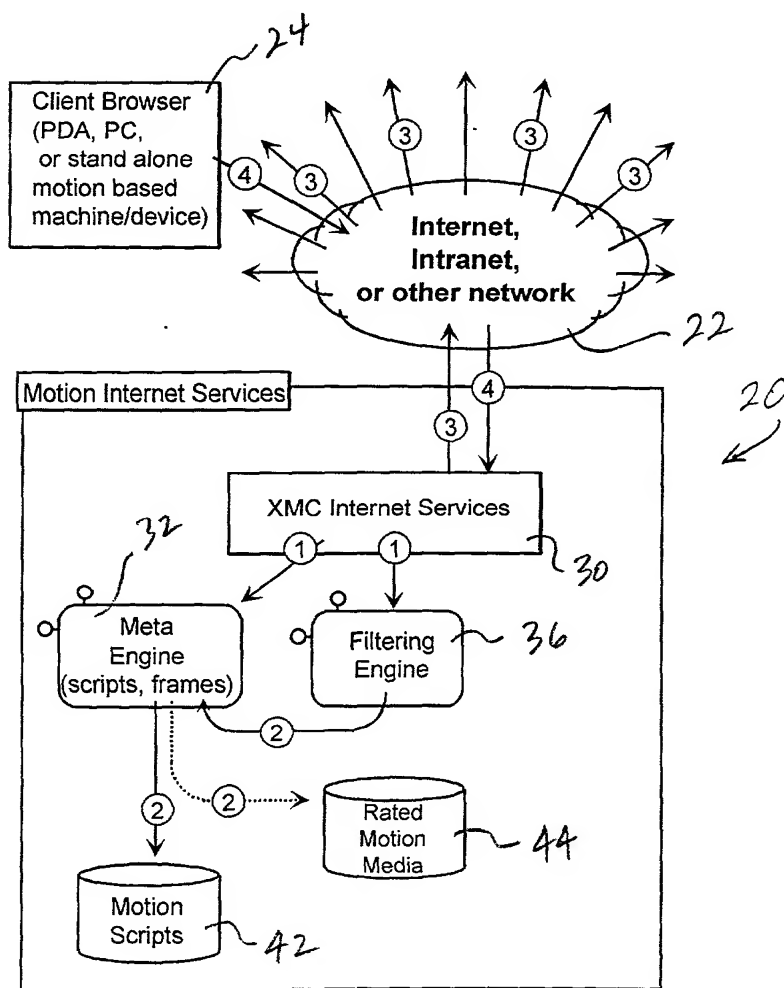 24
Client Browser
(PDA, PC,
or stand alone
motion based
machine/device)
4
3
3
3
3
Internet,
Intranet,
or other network
22
Motion Internet Services
3
4
20
XMC Internet Services
1
1
30
32
Meta
Engine
(scripts, frames)
Filtering
Engine
36
2
2
2
Rated
Motion
Media
44
Motion
Scripts
42